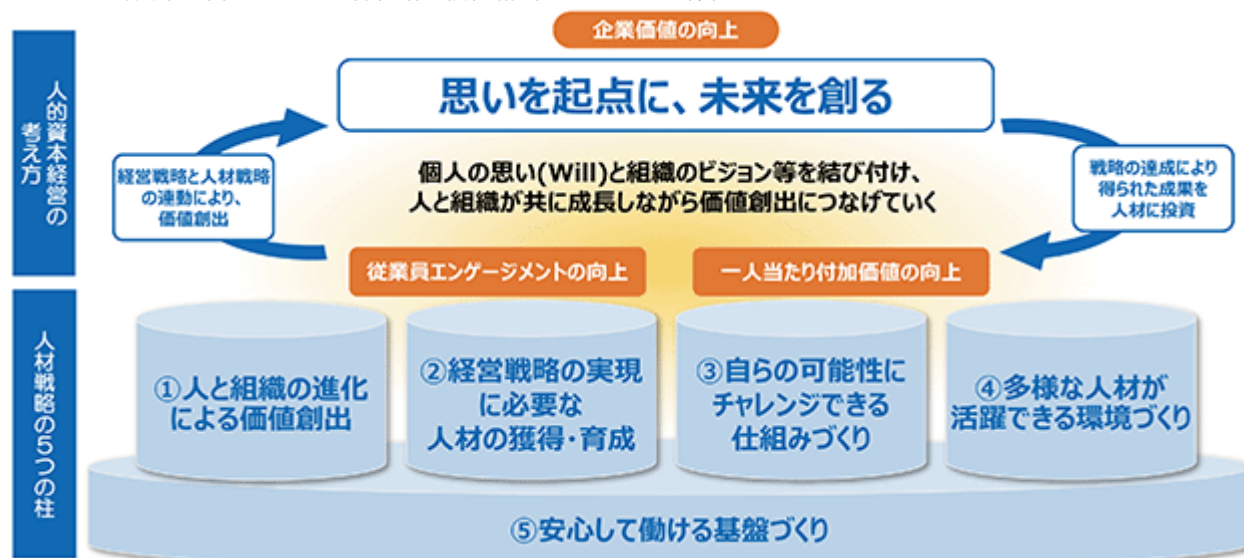 企業価値の向上
思いを起点に、未来を創る
人的資本経営の
考え方
経営戦略と人材戦略
の連動により、
価値創出
個人の思い(Will)と組織のビジョン等を結び付け、
人と組織が共に成長しながら価値創出につなげていく
戦略の達成により
得られた成果を
人材に投資
従業員エンゲージメントの向上
一人当たり付加価値の向上
人材戦略の5つの柱
①人と組織の進化
による価値創出
②経営戦略の実現
に必要な
人材の獲得・育成
③自らの可能性に
チャレンジできる
仕組みづくり
④多様な人材が
活躍できる環境づくり
⑤安心して働ける基盤づくり